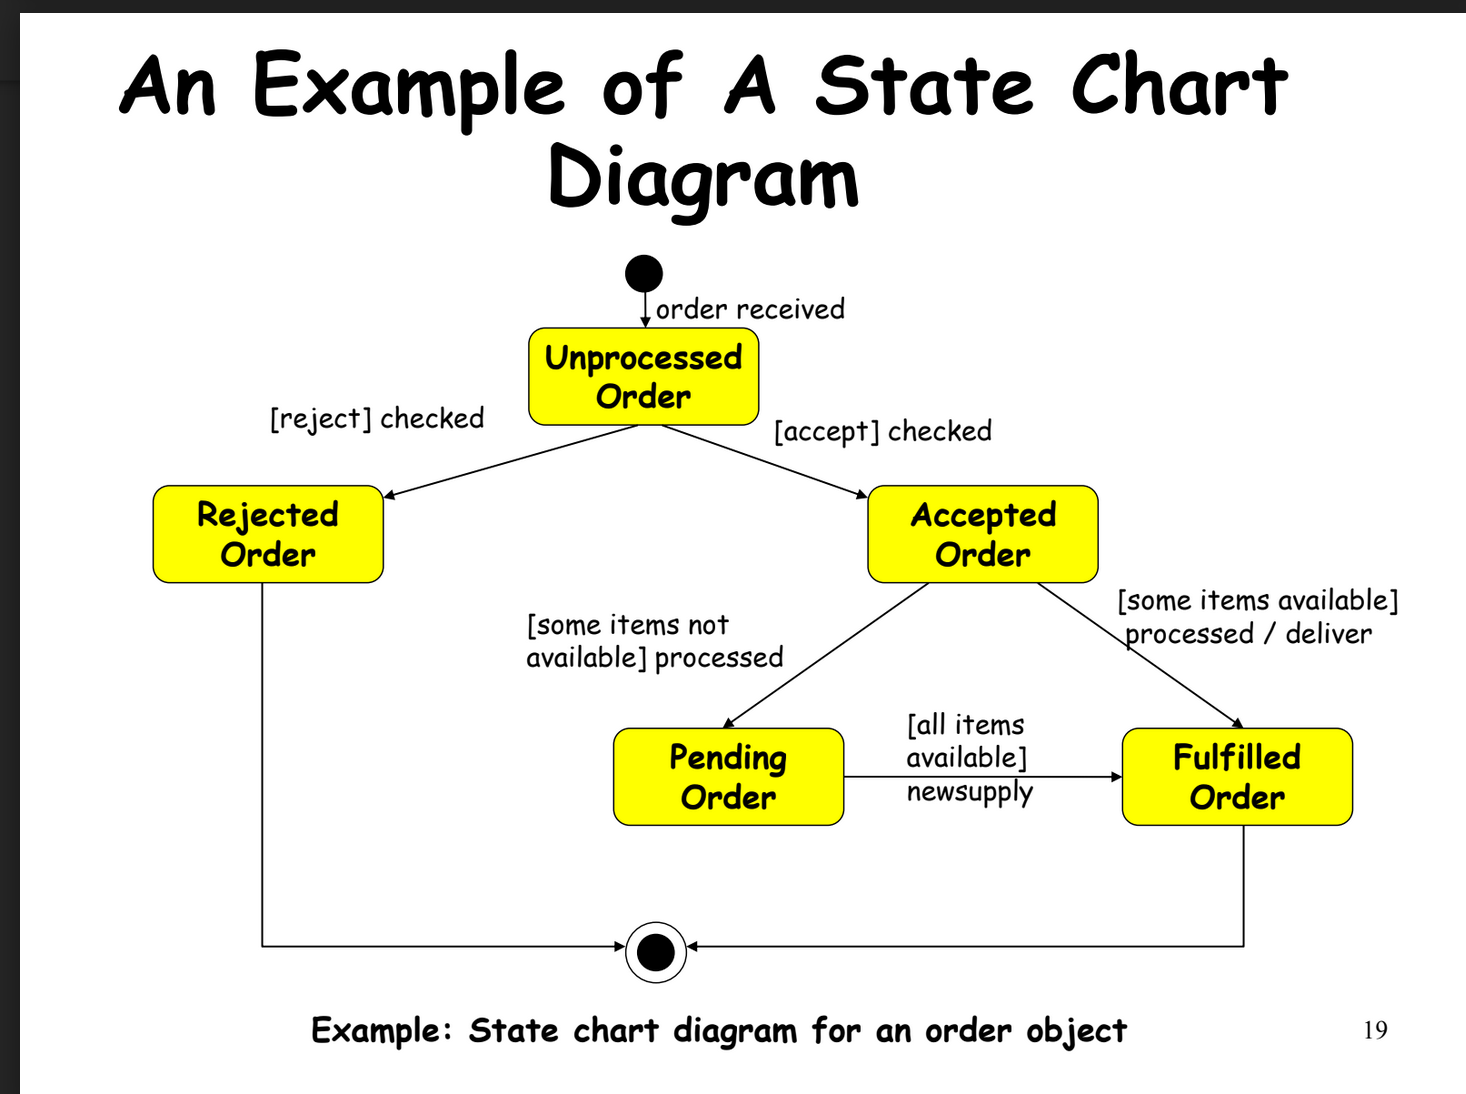 An Example of A State Chart
Diagram
order received
Unprocessed
Order
[reject] checked
[accept] checked
Rejected
Order
Accepted
Order
[some items not
available] processed
[some items available]
processed / deliver
Pending
Order
[all items
available]
newsupply
Fulfilled
Order
Example: State chart diagram for an order object
19